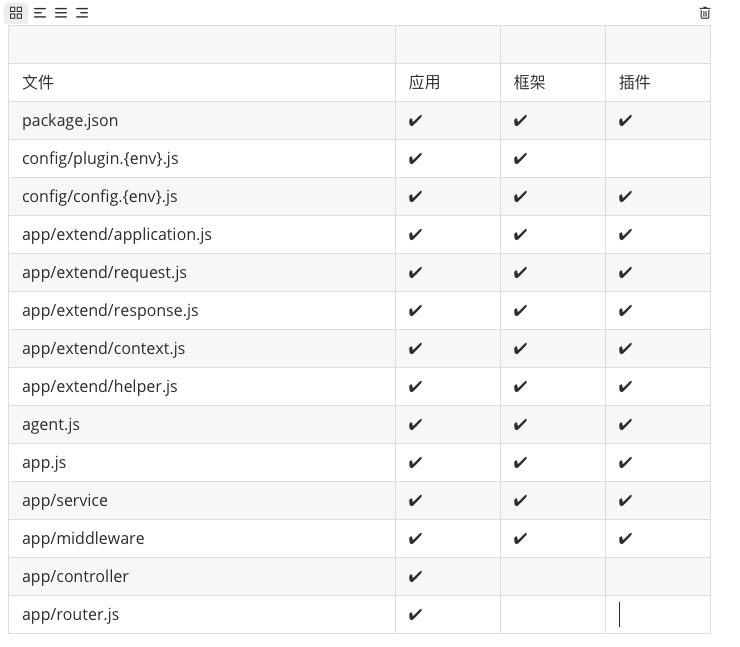 文件 应用 框架 插件
package.json ✔ ✔ ✔
config/plugin.{env}.js ✔ ✔
config/config.{env}.js ✔ ✔ ✔
app/extend/application.js ✔ ✔ ✔
app/extend/request.js ✔ ✔ ✔
app/extend/response.js ✔ ✔ ✔
app/extend/context.js ✔ ✔ ✔
app/extend/helper.js ✔ ✔ ✔
agent.js ✔ ✔ ✔
app.js ✔ ✔ ✔
app/service ✔ ✔ ✔
app/middleware ✔ ✔ ✔
app/controller ✔
app/router.js ✔